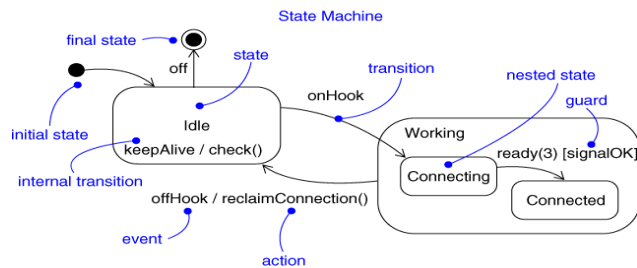 State Machine
final state
state
off
transition
nested state
onHook
guard
initial state
Idle
Working
keepAlive / check()
ready(3) [signalOK]
internal transition
Connecting
offHook / reclaimConnection()
Connected
event
action